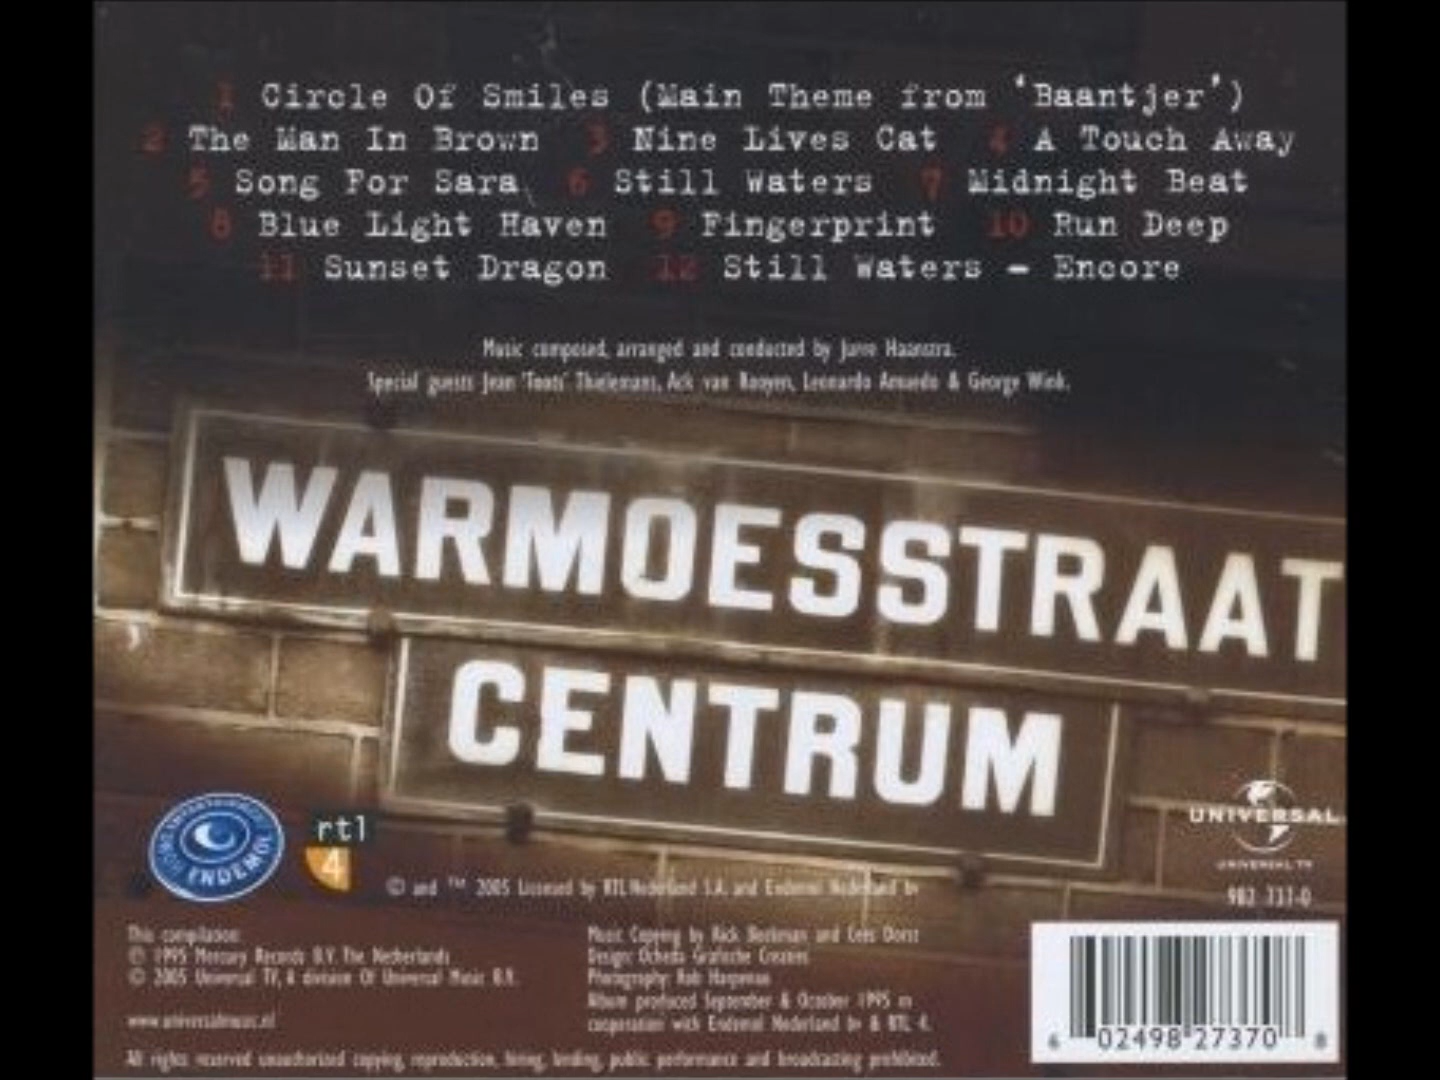 1 Circle Of Smiles (Main Theme from 'Baantjer')
2 The Man In Brown 3 Nine Lives Cat 4 A Touch Away
5 Song For Sara 6 Still Waters 7 Midnight Beat
8 Blue Light Haven 9 Fingerprint 10 Run Deep
11 Sunset Dragon 12 Still Waters - Encore
Music composed, arranged and conducted by Jurre Haanstra.
Special guests Jean 'Toots' Thielemans, Ack van Rooyen, Leonardo Amuedo & George Wink.
WARMOESSTRAAT
CENTRUM
ENDEMOL
rtl
4
UNIVERSAL
UNIVERSAL TV
© and ™ 2005 Licensed by RTL Nederland S.A. and Endemol Nederland bv
982 737-0
This compilation:
℗ 1995 Mercury Records B.V. The Netherlands
© 2005 Universal TV, A division Of Universal Music B.V.
www.universalmusic.nl
Music Copying by Rick Beekman and Cees Dorst
Design: Ocheda Grafische Creaties
Photography: Rob
Album produced September & October 1995 in
cooperation with Endemol Nederland bv & RTL 4.
All rights reserved unauthorized copying, reproduction, hiring, lending, public performance and broadcasting prohibited.
6 02498 27370 8